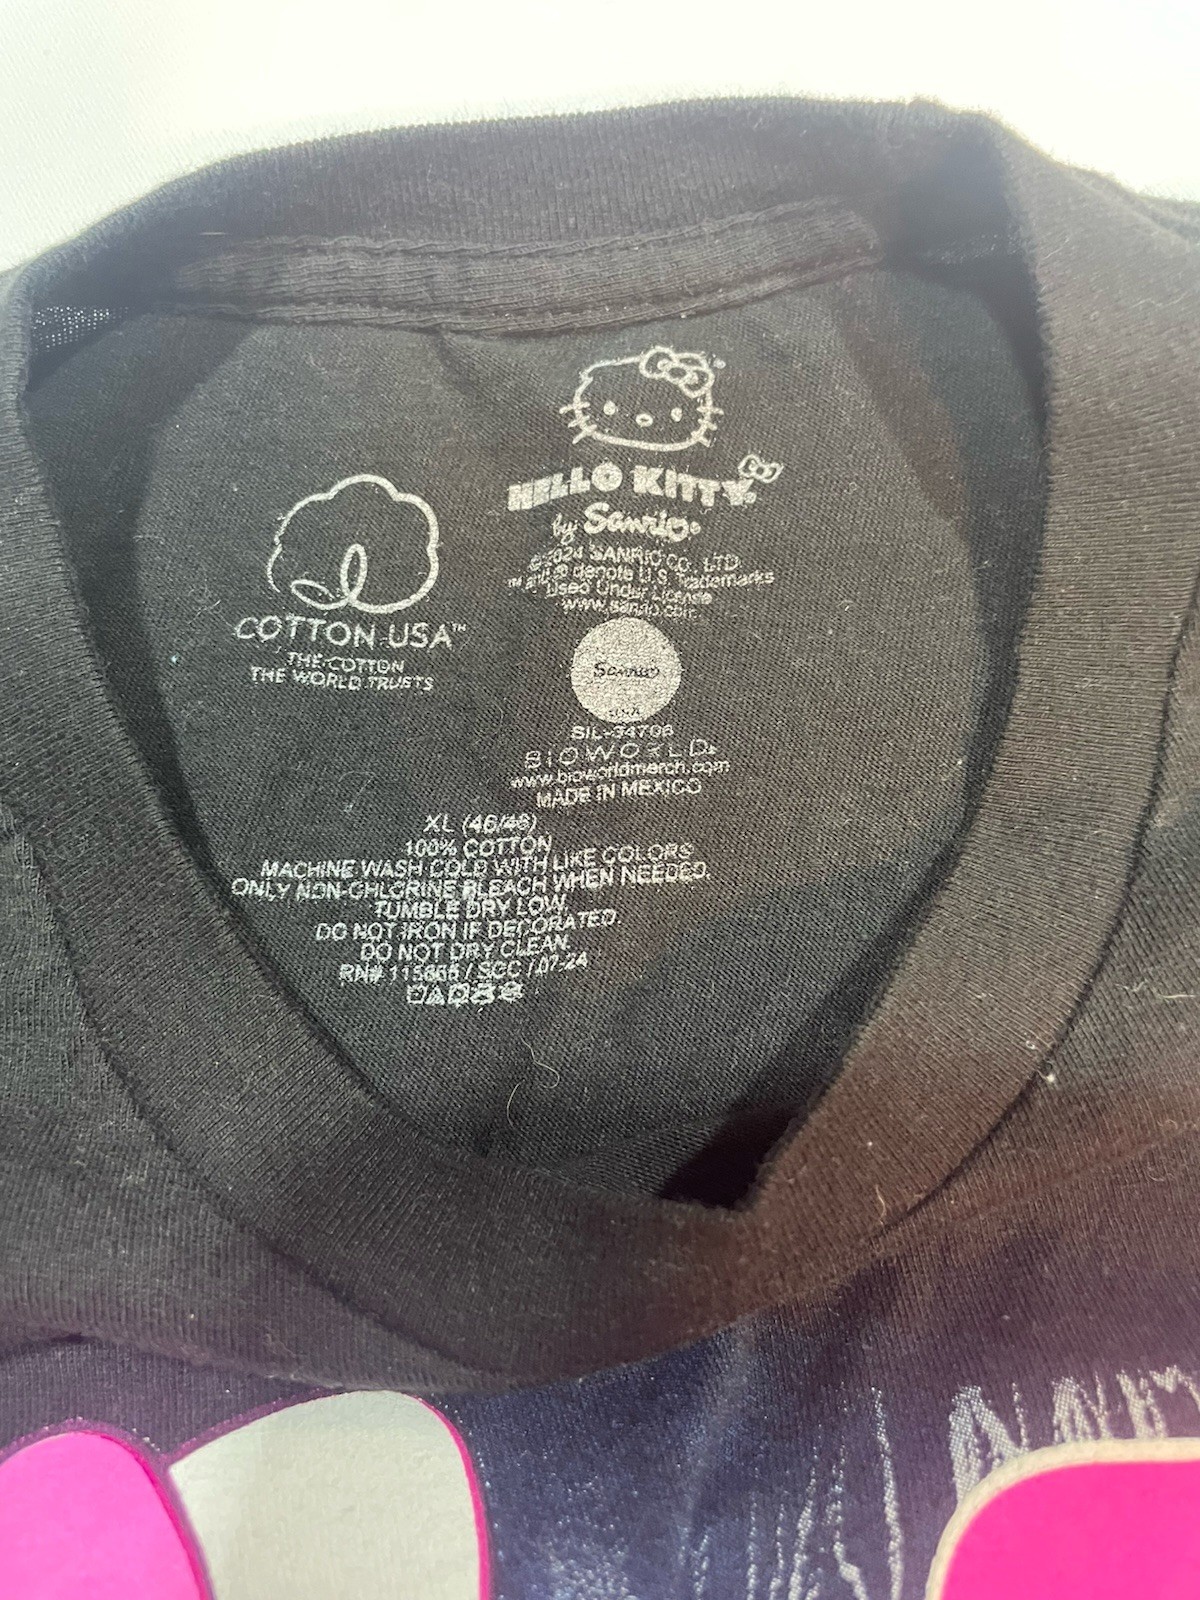 HELLO KITTY
by Sanrio®
©2024 SANRIO CO., LTD.
™ and ® denote U.S. Trademarks
Used Under License
www.sanrio.com
Sanrio
USA
SIL-34706
BIOWORLD®
www.bioworldmerch.com
MADE IN MEXICO
COTTON USA™
THE COTTON
THE WORLD TRUSTS
XL (46/48)
100% COTTON
MACHINE WASH COLD WITH LIKE COLORS
ONLY NON-CHLORINE BLEACH WHEN NEEDED.
TUMBLE DRY LOW.
DO NOT IRON IF DECORATED.
DO NOT DRY CLEAN.
RN# 115666 / SCC / 07-24